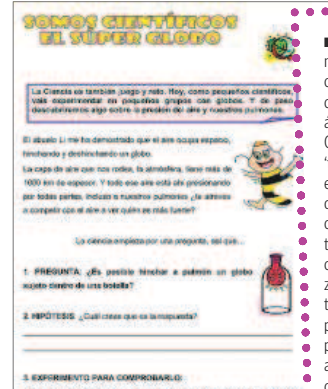 SOMOS CIENTÍFICOS
EL SUPER GLOBO
La Ciencia es también juego y reto. Hoy, como pequeños científicos,
vais experimentar en pequeños grupos con globos. Y de paso
descubriremos algo sobre la presión del aire y nuestros pulmones.
El abuelo Li me ha demostrado que el aire ocupa espacio,
hinchando y deshinchando un globo.
La capa de aire que nos rodea, la atmósfera, tiene más de
1000 km de espesor. Y todo ese aire está ahí presionando
por todas partes, incluso a nuestros pulmones ¿te atreves
a competir con el aire a ver quién es más fuerte?
La ciencia empieza por una pregunta, así que...
1. PREGUNTA: ¿Es posible hinchar a pulmón un globo
sujeto dentro de una botella?
2. HIPÓTESIS ¿Cuál crees que es la respuesta?
3. EXPERIMENTO PARA COMPROBARLO: